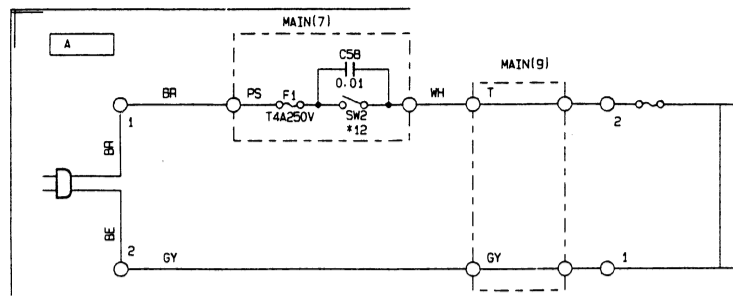 MAIN(7)
A
C58
0.01
MAIN(9)
BR
PS
F1
WH
T
T4A250V
SW2
*12
1
2
BR
BE
2
GY
GY
1